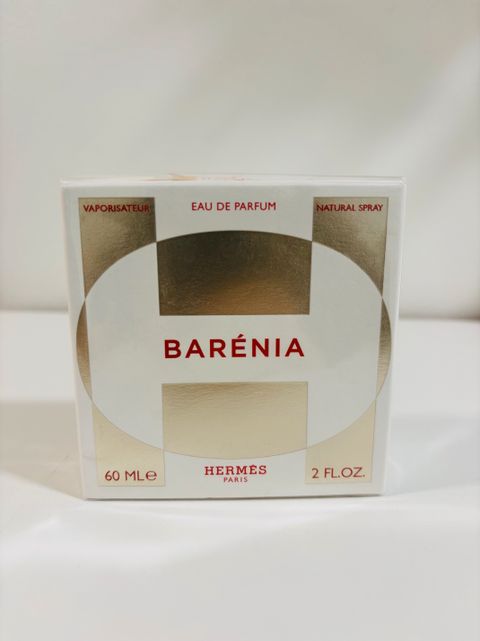 VAPORISATEUR
EAU DE PARFUM
NATURAL SPRAY
BARÉNIA
60 ML℮
HERMÈS
PARIS
2 FL.OZ.